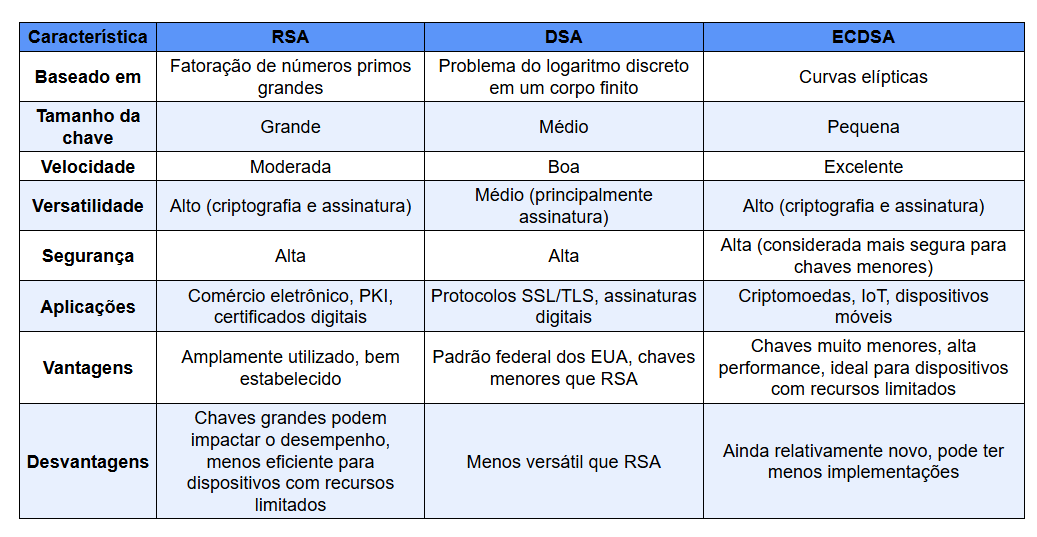 Característica RSA DSA ECDSA
Baseado em
Fatoração de números primos
grandes
Problema do logaritmo discreto
em um corpo finito
Curvas elípticas
Tamanho da
chave
Grande
Médio
Pequena
Velocidade
Moderada
Boa
Excelente
Versatilidade
Alto (criptografia e assinatura)
Médio (principalmente
assinatura)
Alto (criptografia e assinatura)
Segurança
Alta
Alta
Alta (considerada mais segura para
chaves menores)
Aplicações
Comércio eletrônico, PKI,
certificados digitais
Protocolos SSL/TLS, assinaturas
digitais
Criptomoedas, IoT, dispositivos
móveis
Vantagens
Amplamente utilizado, bem
estabelecido
Padrão federal dos EUA, chaves
menores que RSA
Chaves muito menores, alta
performance, ideal para dispositivos
com recursos limitados
Desvantagens
Chaves grandes podem
impactar o desempenho,
menos eficiente para
dispositivos com recursos
limitados
Menos versátil que RSA
Ainda relativamente novo, pode ter
menos implementações